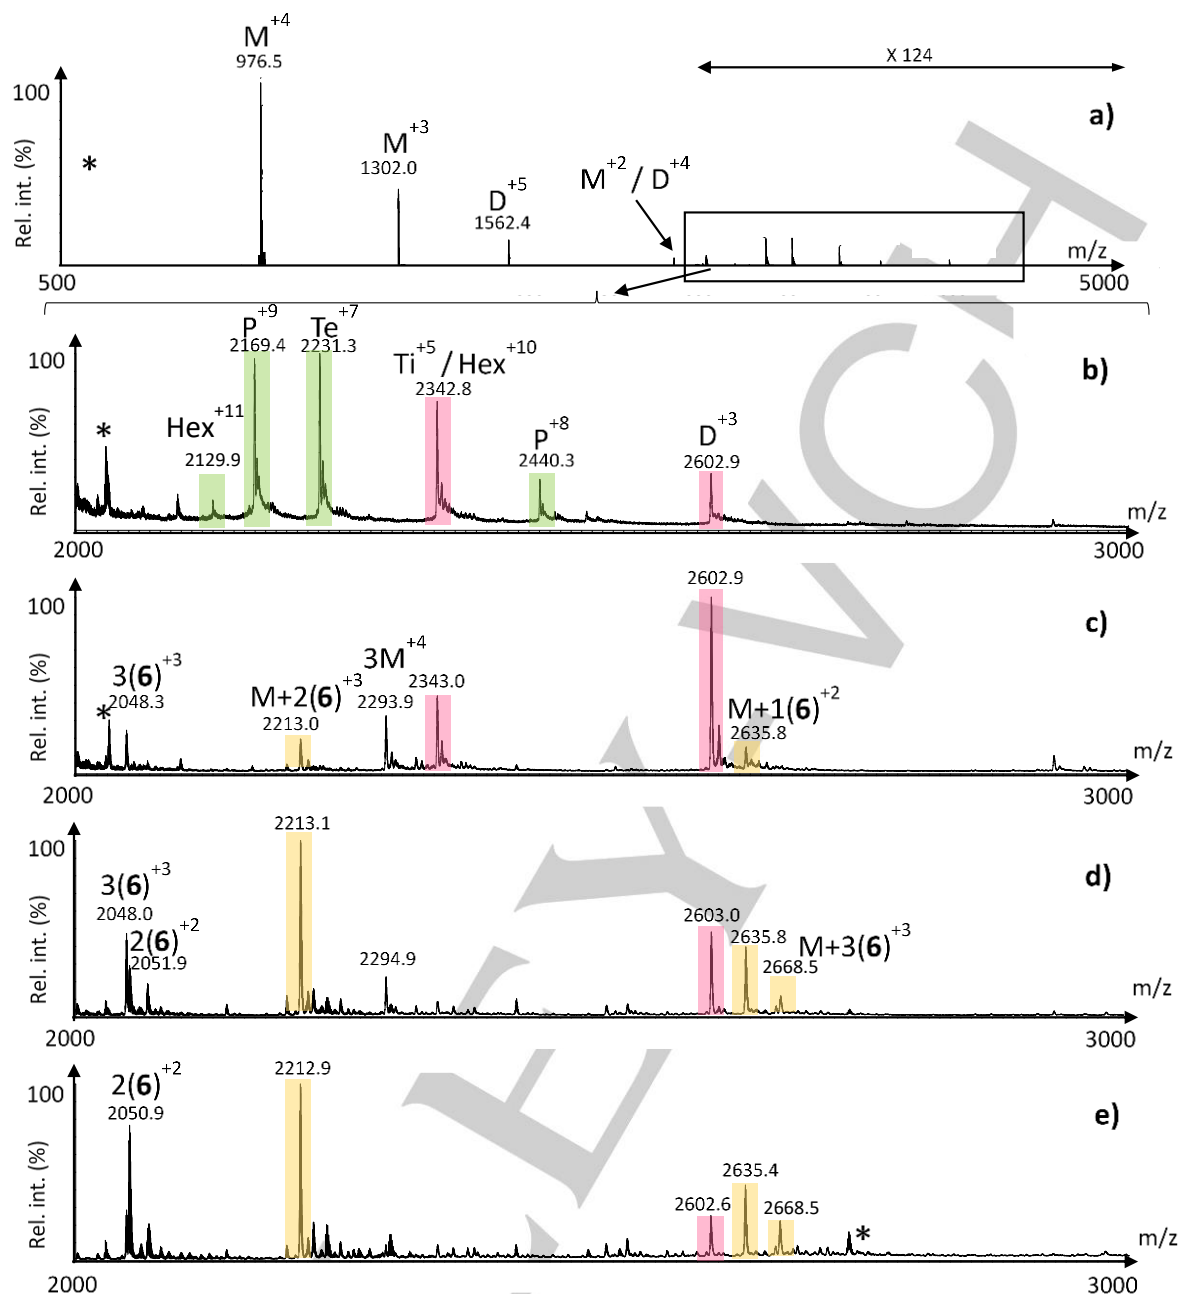 M+4
976.5
X 124
100
a)
M+3
1302.0
*
M+2 / D+4
D+5
1562.4
Rel. int. (%)
m/z
500
5000
P+9
2169.4
Te+7
2231.3
Ti+5 / Hex+10
2342.8
100
b)
Hex+11
2129.9
*
P+8
2440.3
D+3
2602.9
Rel. int. (%)
m/z
2000
3000
2602.9
100
c)
3(6)+3
2048.3
*
M+2(6)+3
2213.0
3M+4
2293.9
2343.0
M+1(6)+2
2635.8
Rel. int. (%)
2000
3000
2213.1
100
d)
3(6)+3
2048.0
2(6)+2
2051.9
2294.9
2603.0
2635.8
M+3(6)+3
2668.5
Rel. int. (%)
m/z
2000
3000
2212.9
100
e)
2(6)+2
2050.9
2635.4
2602.6
2668.5
*
Rel. int. (%)
m/z
2000
3000